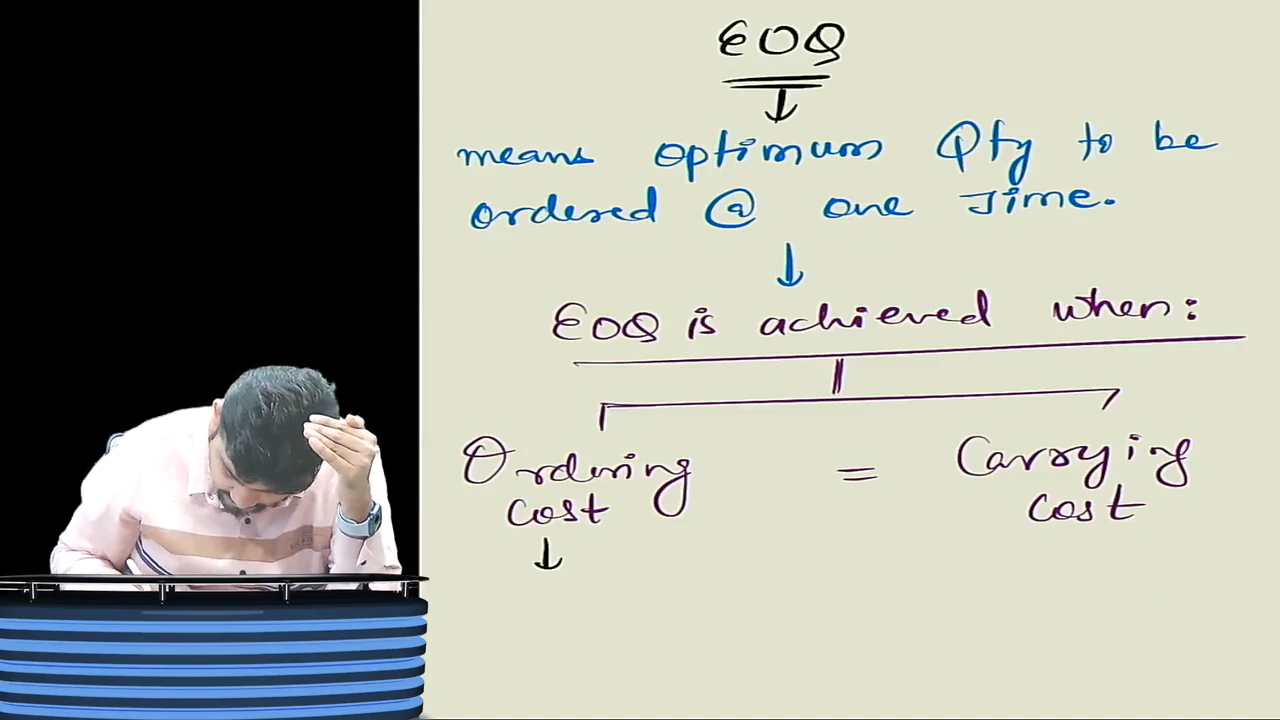 EOQ
means optimum Qty to be
ordered @ one Time.
EOQ is achieved when:
Ordering = Carrying
cost cost